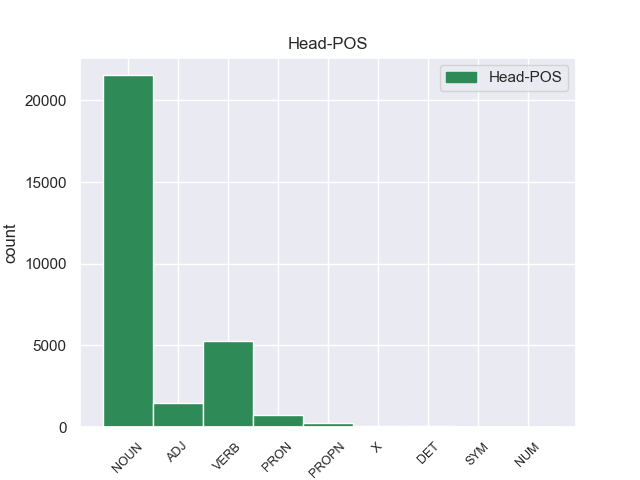 Head-POS
Head-POS
20000
15000
10000
5000
0
count
NOUN
ADJ
VERB
PRON
PROPN
X
DET
SYM
NUM